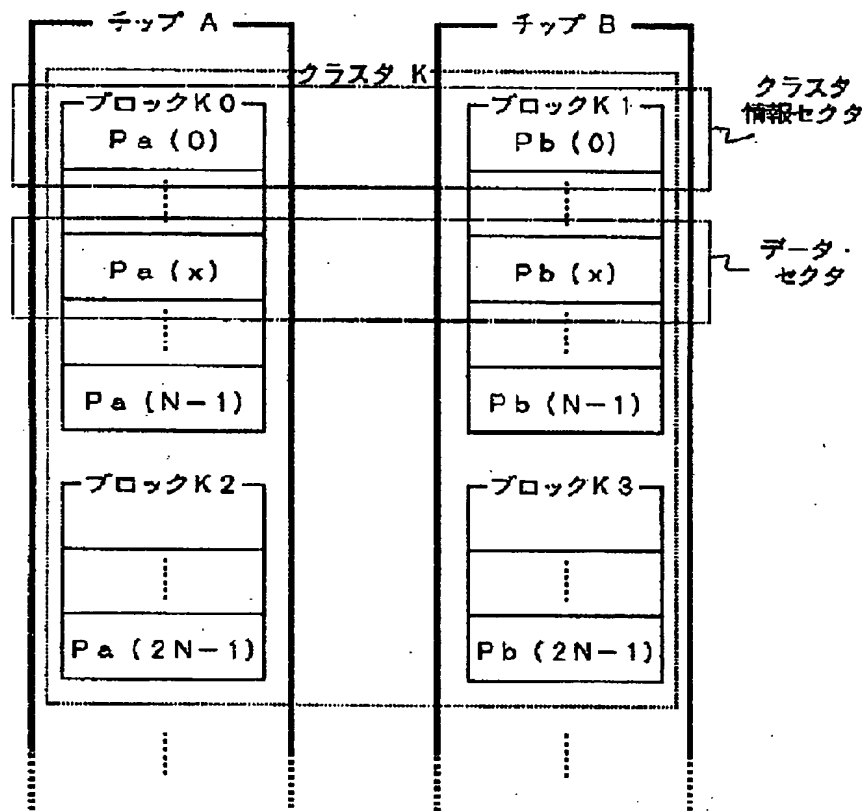 チップ A
チップ B
クラスタ K
クラスタ
情報セクタ
ブロックK0
ブロックK1
Pa(0)
Pb(0)
Pa(x)
Pb(x)
データ・
セクタ
Pa(N-1)
Pb(N-1)
ブロックK2
ブロックK3
Pa(2N-1)
Pb(2N-1)